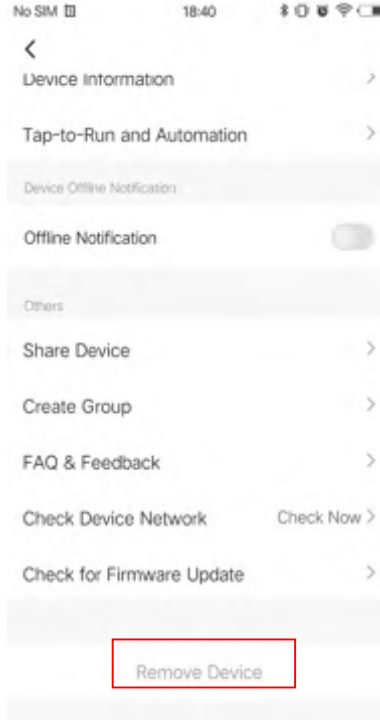 No SIM 18:40
Device Information
Tap-to-Run and Automation
Device Offline Notification
Offline Notification
Others
Share Device
Create Group
FAQ & Feedback
Check Device Network Check Now
Check for Firmware Update
Remove Device